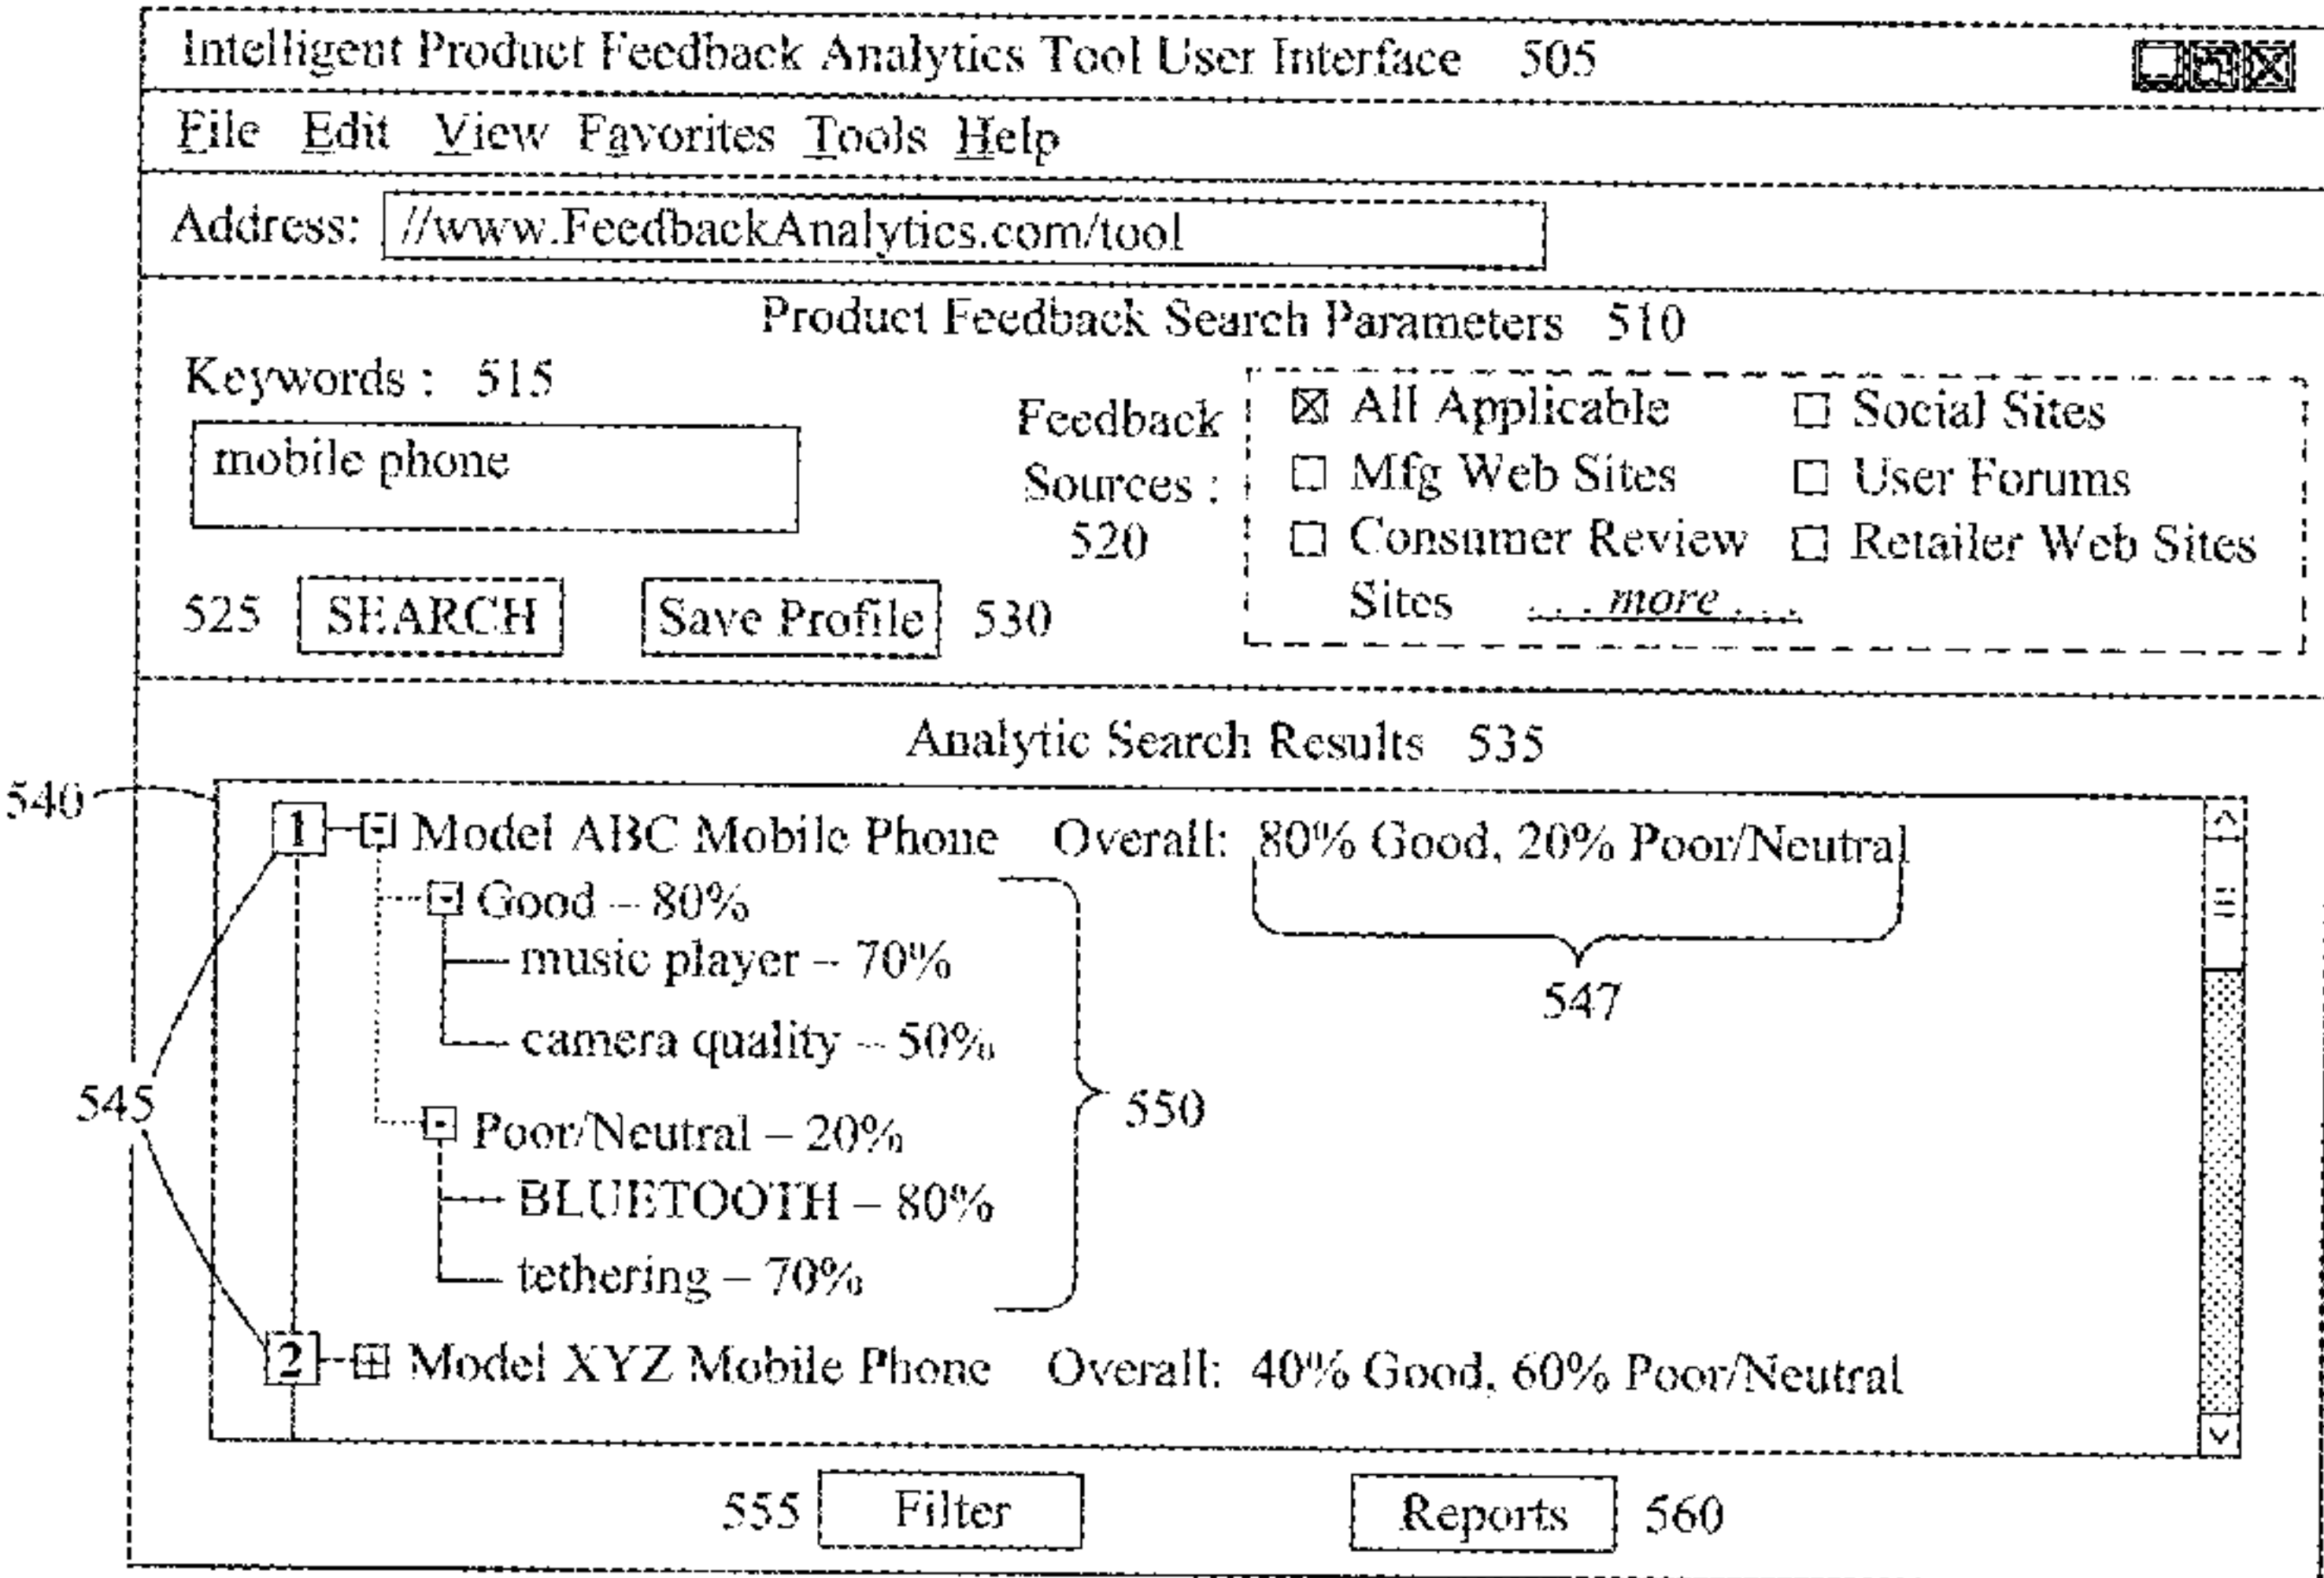 Intelligent Product Feedback Analytics Tool User Interface 505
File Edit View Favorites Tools Help
Address: //www.FeedbackAnalytics.com/tool
Product Feedback Search Parameters 510
Keywords : 515
mobile phone
Feedback Sources : 520
☒ All Applicable ☐ Social Sites
☐ Mfg Web Sites ☐ User Forums
☐ Consumer Review Sites ☐ Retailer Web Sites
. . . more . . .
525 SEARCH Save Profile 530
Analytic Search Results 535
540
1 Model ABC Mobile Phone Overall: 80% Good, 20% Poor/Neutral
Good – 80%
music player – 70%
547
camera quality – 50%
545
550
Poor/Neutral – 20%
BLUETOOTH – 80%
tethering – 70%
2 Model XYZ Mobile Phone Overall: 40% Good, 60% Poor/Neutral
555 Filter Reports 560